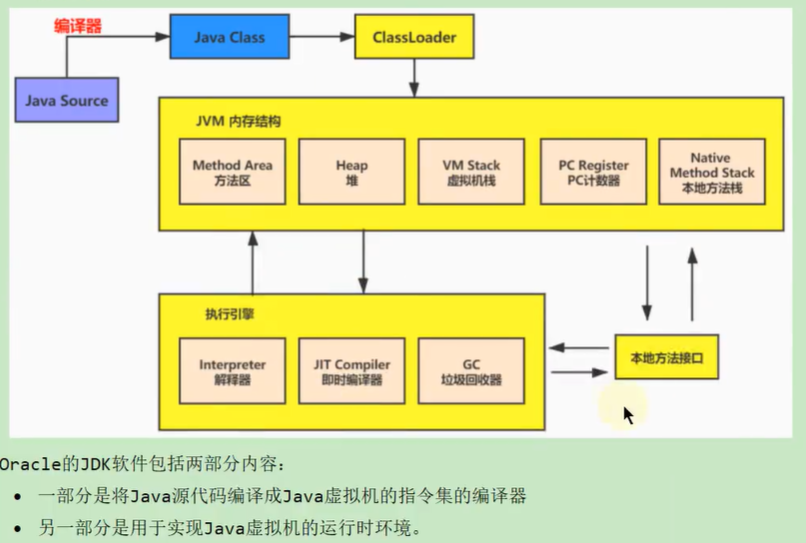 编译器
Java Class
ClassLoader
Java Source
JVM 内存结构
Method Area
方法区
Heap
堆
VM Stack
虚拟机栈
PC Register
PC计数器
Native
Method Stack
本地方法栈
执行引擎
Interpreter
解释器
JIT Compiler
即时编译器
GC
垃圾回收器
本地方法接口
Oracle的JDK软件包括两部分内容：
• 一部分是将Java源代码编译成Java虚拟机的指令集的编译器
• 另一部分是用于实现Java虚拟机的运行时环境。